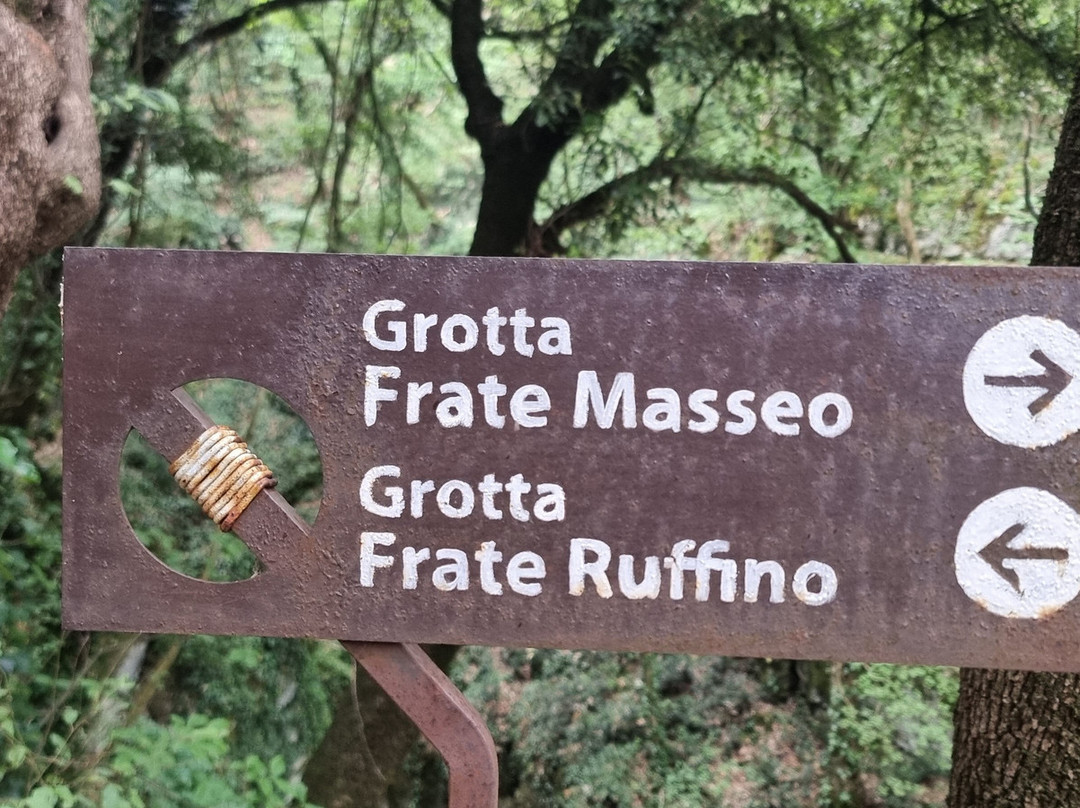 Grotta
Frate Masseo
Grotta
Frate Ruffino